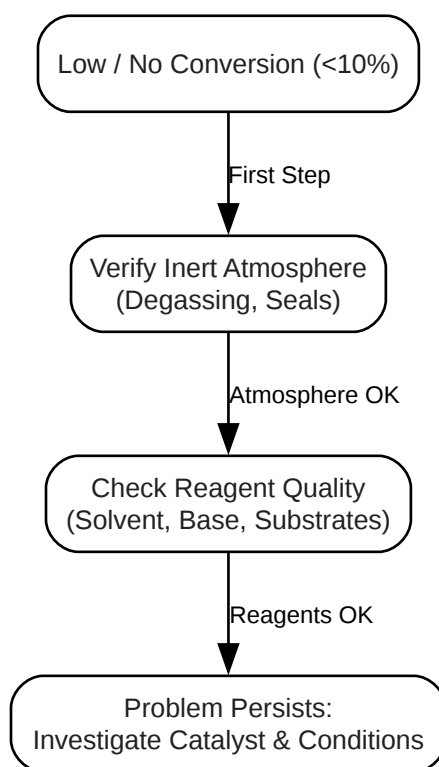 Low / No Conversion (<10%)
First Step
Verify Inert Atmosphere
(Degassing, Seals)
Atmosphere OK
Check Reagent Quality
(Solvent, Base, Substrates)
Reagents OK
Problem Persists:
Investigate Catalyst & Conditions